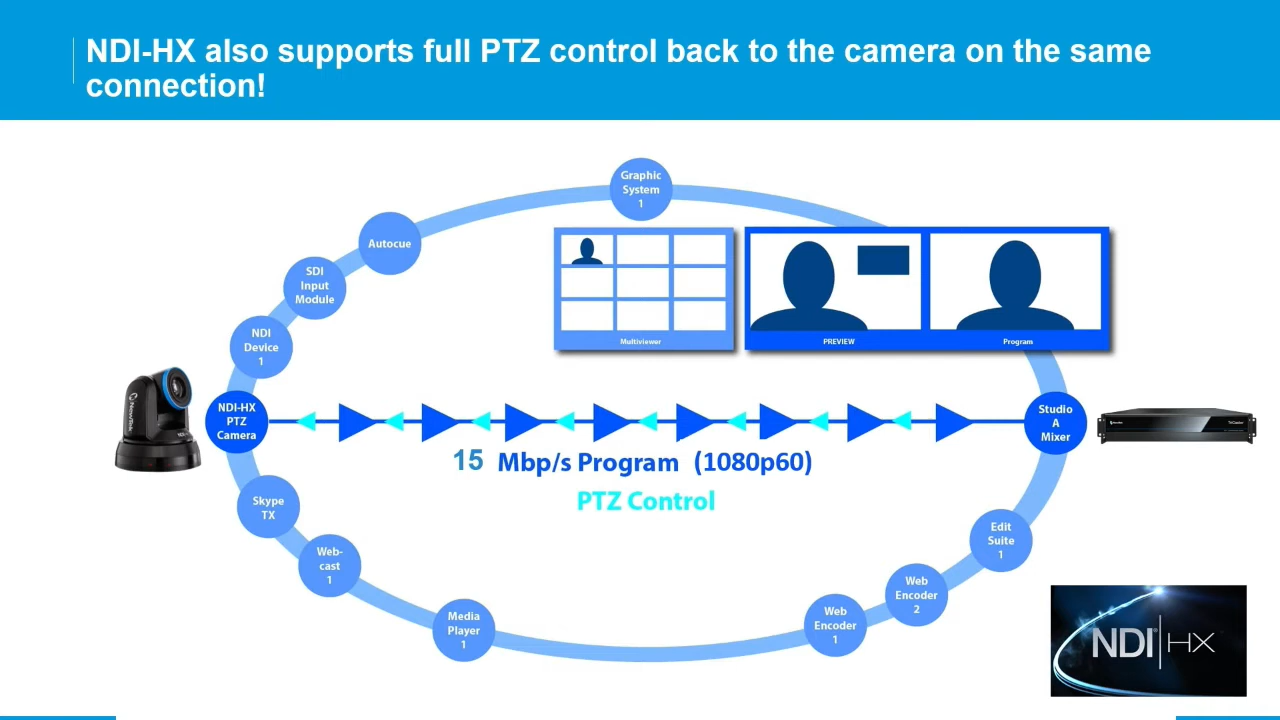 NDI-HX also supports full PTZ control back to the camera on the same
connection!
Graphic
System
1
Autocue
SDI
Input
Module
NDI
Device
1
Multiviewer
PREVIEW
Program
NDI-HX
PTZ
Camera
Studio
A
Mixer
15 Mbp/s Program (1080p60)
PTZ Control
Skype
TX
Web-
cast
1
Media
Player
1
Web
Encoder
1
Web
Encoder
2
Edit
Suite
1
NDI® HX